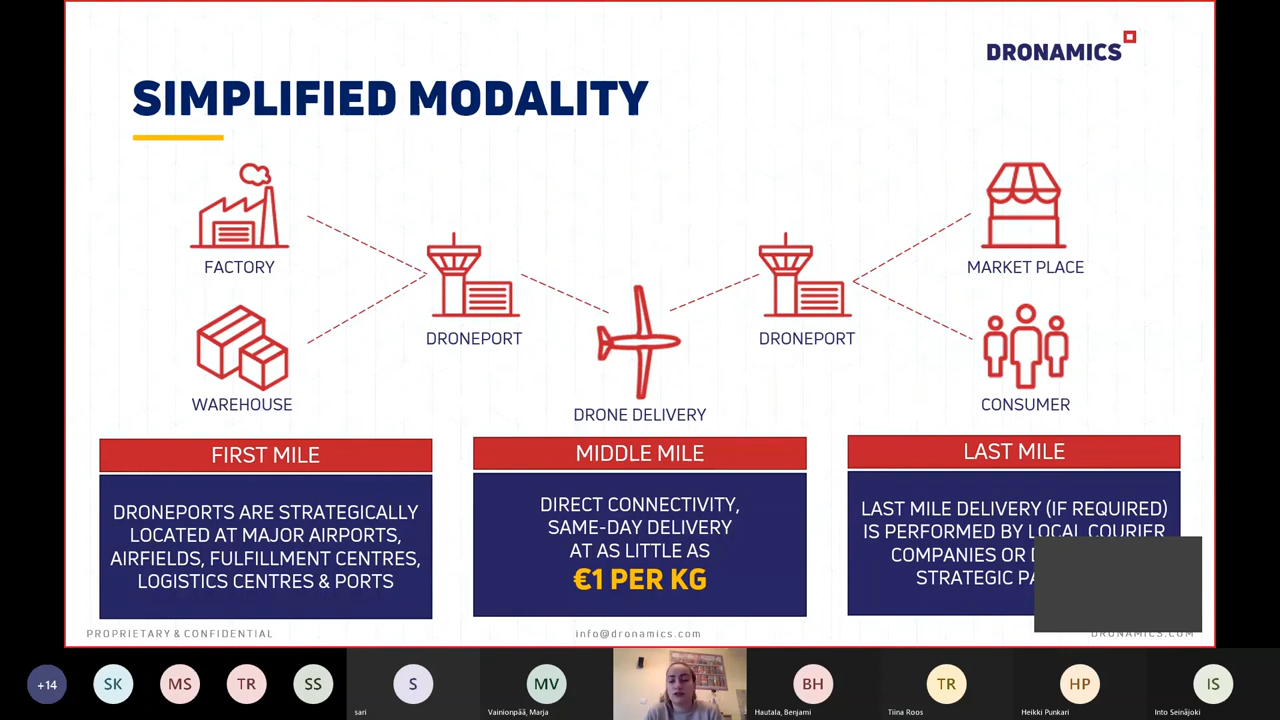 DRONAMICS
SIMPLIFIED MODALITY
FACTORY
MARKET PLACE
DRONEPORT
DRONEPORT
WAREHOUSE
DRONE DELIVERY
CONSUMER
FIRST MILE
DRONEPORTS ARE STRATEGICALLY
LOCATED AT MAJOR AIRPORTS,
AIRFIELDS, FULFILLMENT CENTRES,
LOGISTICS CENTRES & PORTS
MIDDLE MILE
DIRECT CONNECTIVITY,
SAME-DAY DELIVERY
AT AS LITTLE AS
€1 PER KG
LAST MILE
LAST MILE DELIVERY (IF REQUIRED)
IS PERFORMED BY LOCAL COURIER
COMPANIES OR
STRATEGIC
PROPRIETARY & CONFIDENTIAL
info@dronamics.com
DRONAMICS.COM
+14
SK
MS
TR
SS
S
sari
MV
Vainionpää, Marja
BH
Hautala, Benjami
TR
Tiina Roos
HP
Heikki Punkari
IS
Into Seinäjoki